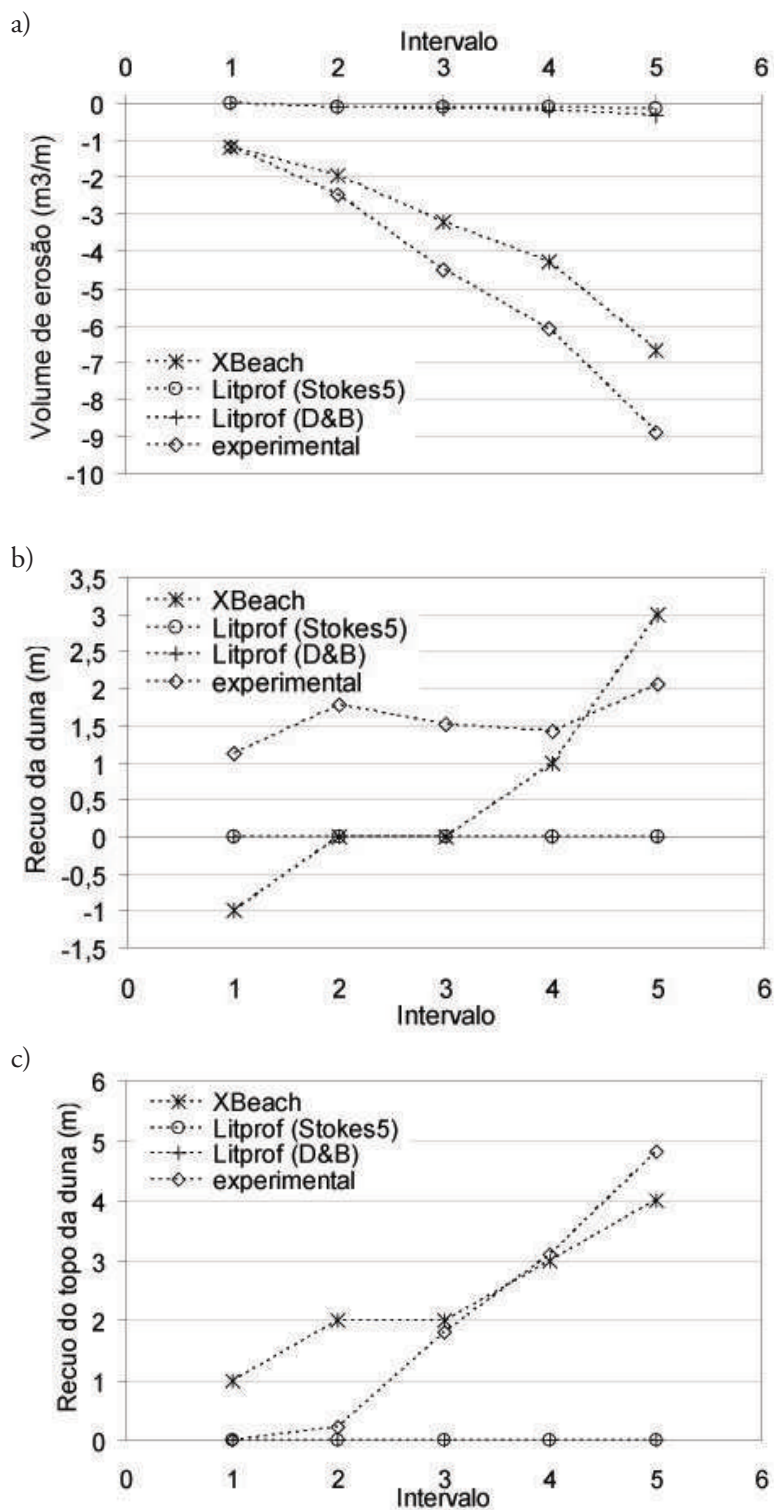 a)
Intervalo
0 1 2 3 4 5 6
0
-1
-2
-3
-4
-5
-6
-7
-8
-9
-10
Volume de erosão (m3/m)
XBeach
Litprof (Stokes5)
Litprof (D&B)
experimental
b)
3,5
3
2,5
2
1,5
1
0,5
0
-0,5
-1
-1,5
Recuo da duna (m)
XBeach
Litprof (Stokes5)
Litprof (D&B)
experimental
0 1 2 3 4 5 6
Intervalo
c)
6
5
4
3
2
1
0
Recuo do topo da duna (m)
XBeach
Litprof (Stokes5)
Litprof (D&B)
experimental
0 1 2 3 4 5 6
Intervalo